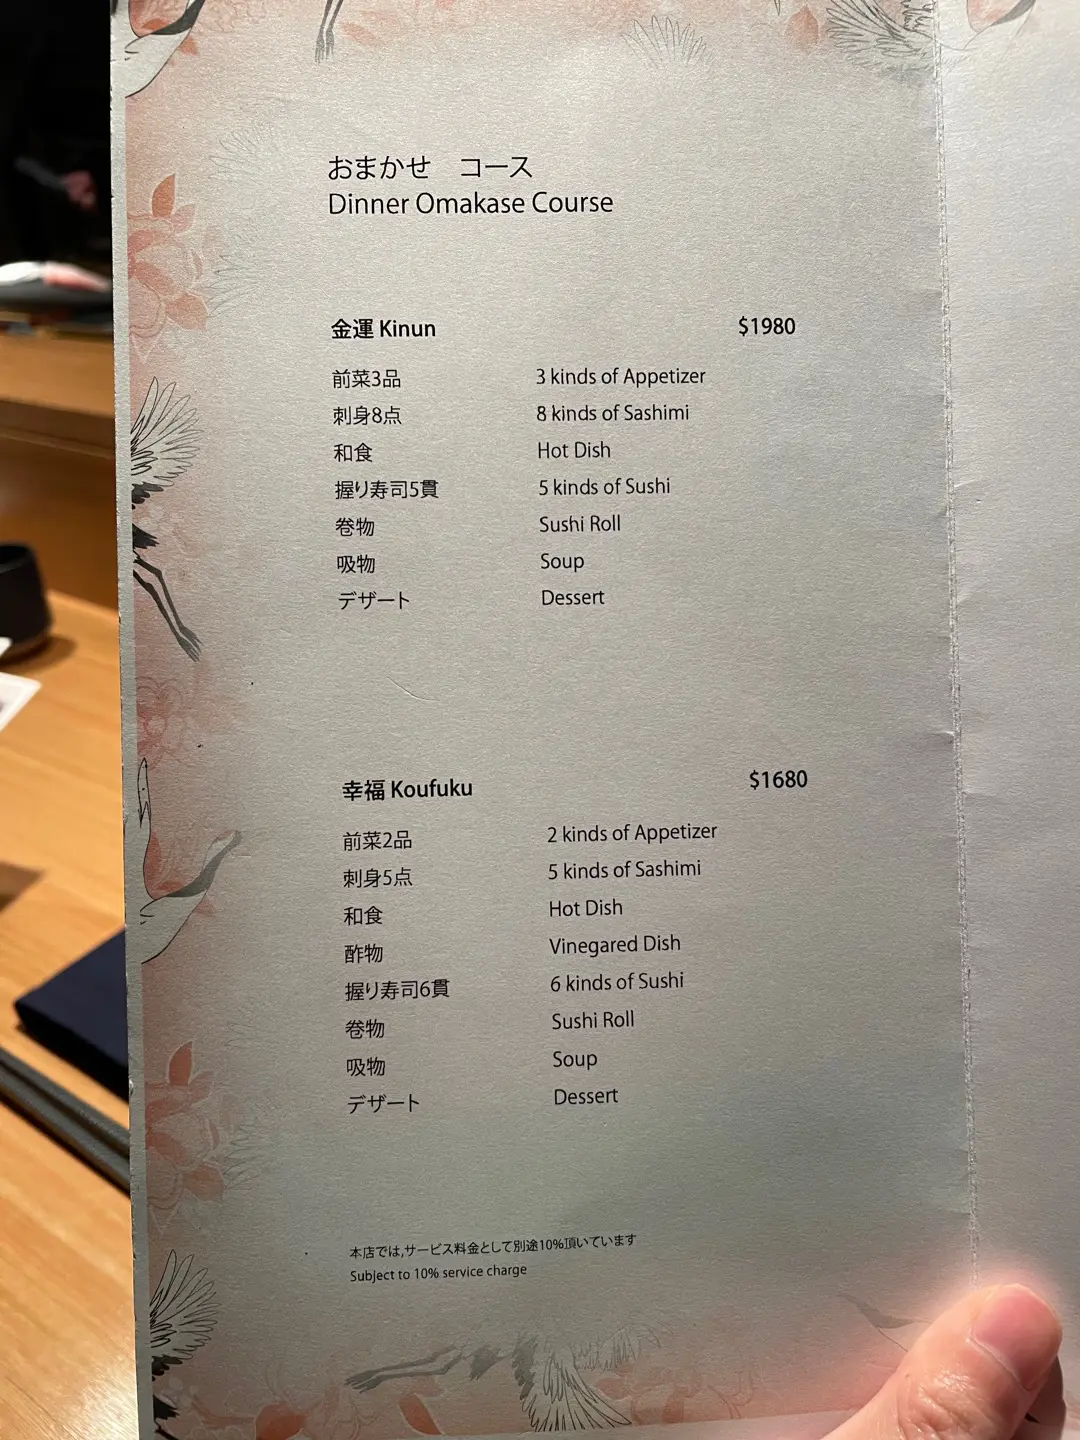 おまかせ　コース
Dinner Omakase Course
金運 Kinun $1980
前菜3品 3 kinds of Appetizer
刺身8点 8 kinds of Sashimi
和食 Hot Dish
握り寿司5貫 5 kinds of Sushi
巻物 Sushi Roll
吸物 Soup
デザート Dessert
幸福 Koufuku $1680
前菜2品 2 kinds of Appetizer
刺身5点 5 kinds of Sashimi
和食 Hot Dish
酢物 Vinegared Dish
握り寿司6貫 6 kinds of Sushi
巻物 Sushi Roll
吸物 Soup
デザート Dessert
本店では,サービス料金として別途10%頂いています
Subject to 10% service charge